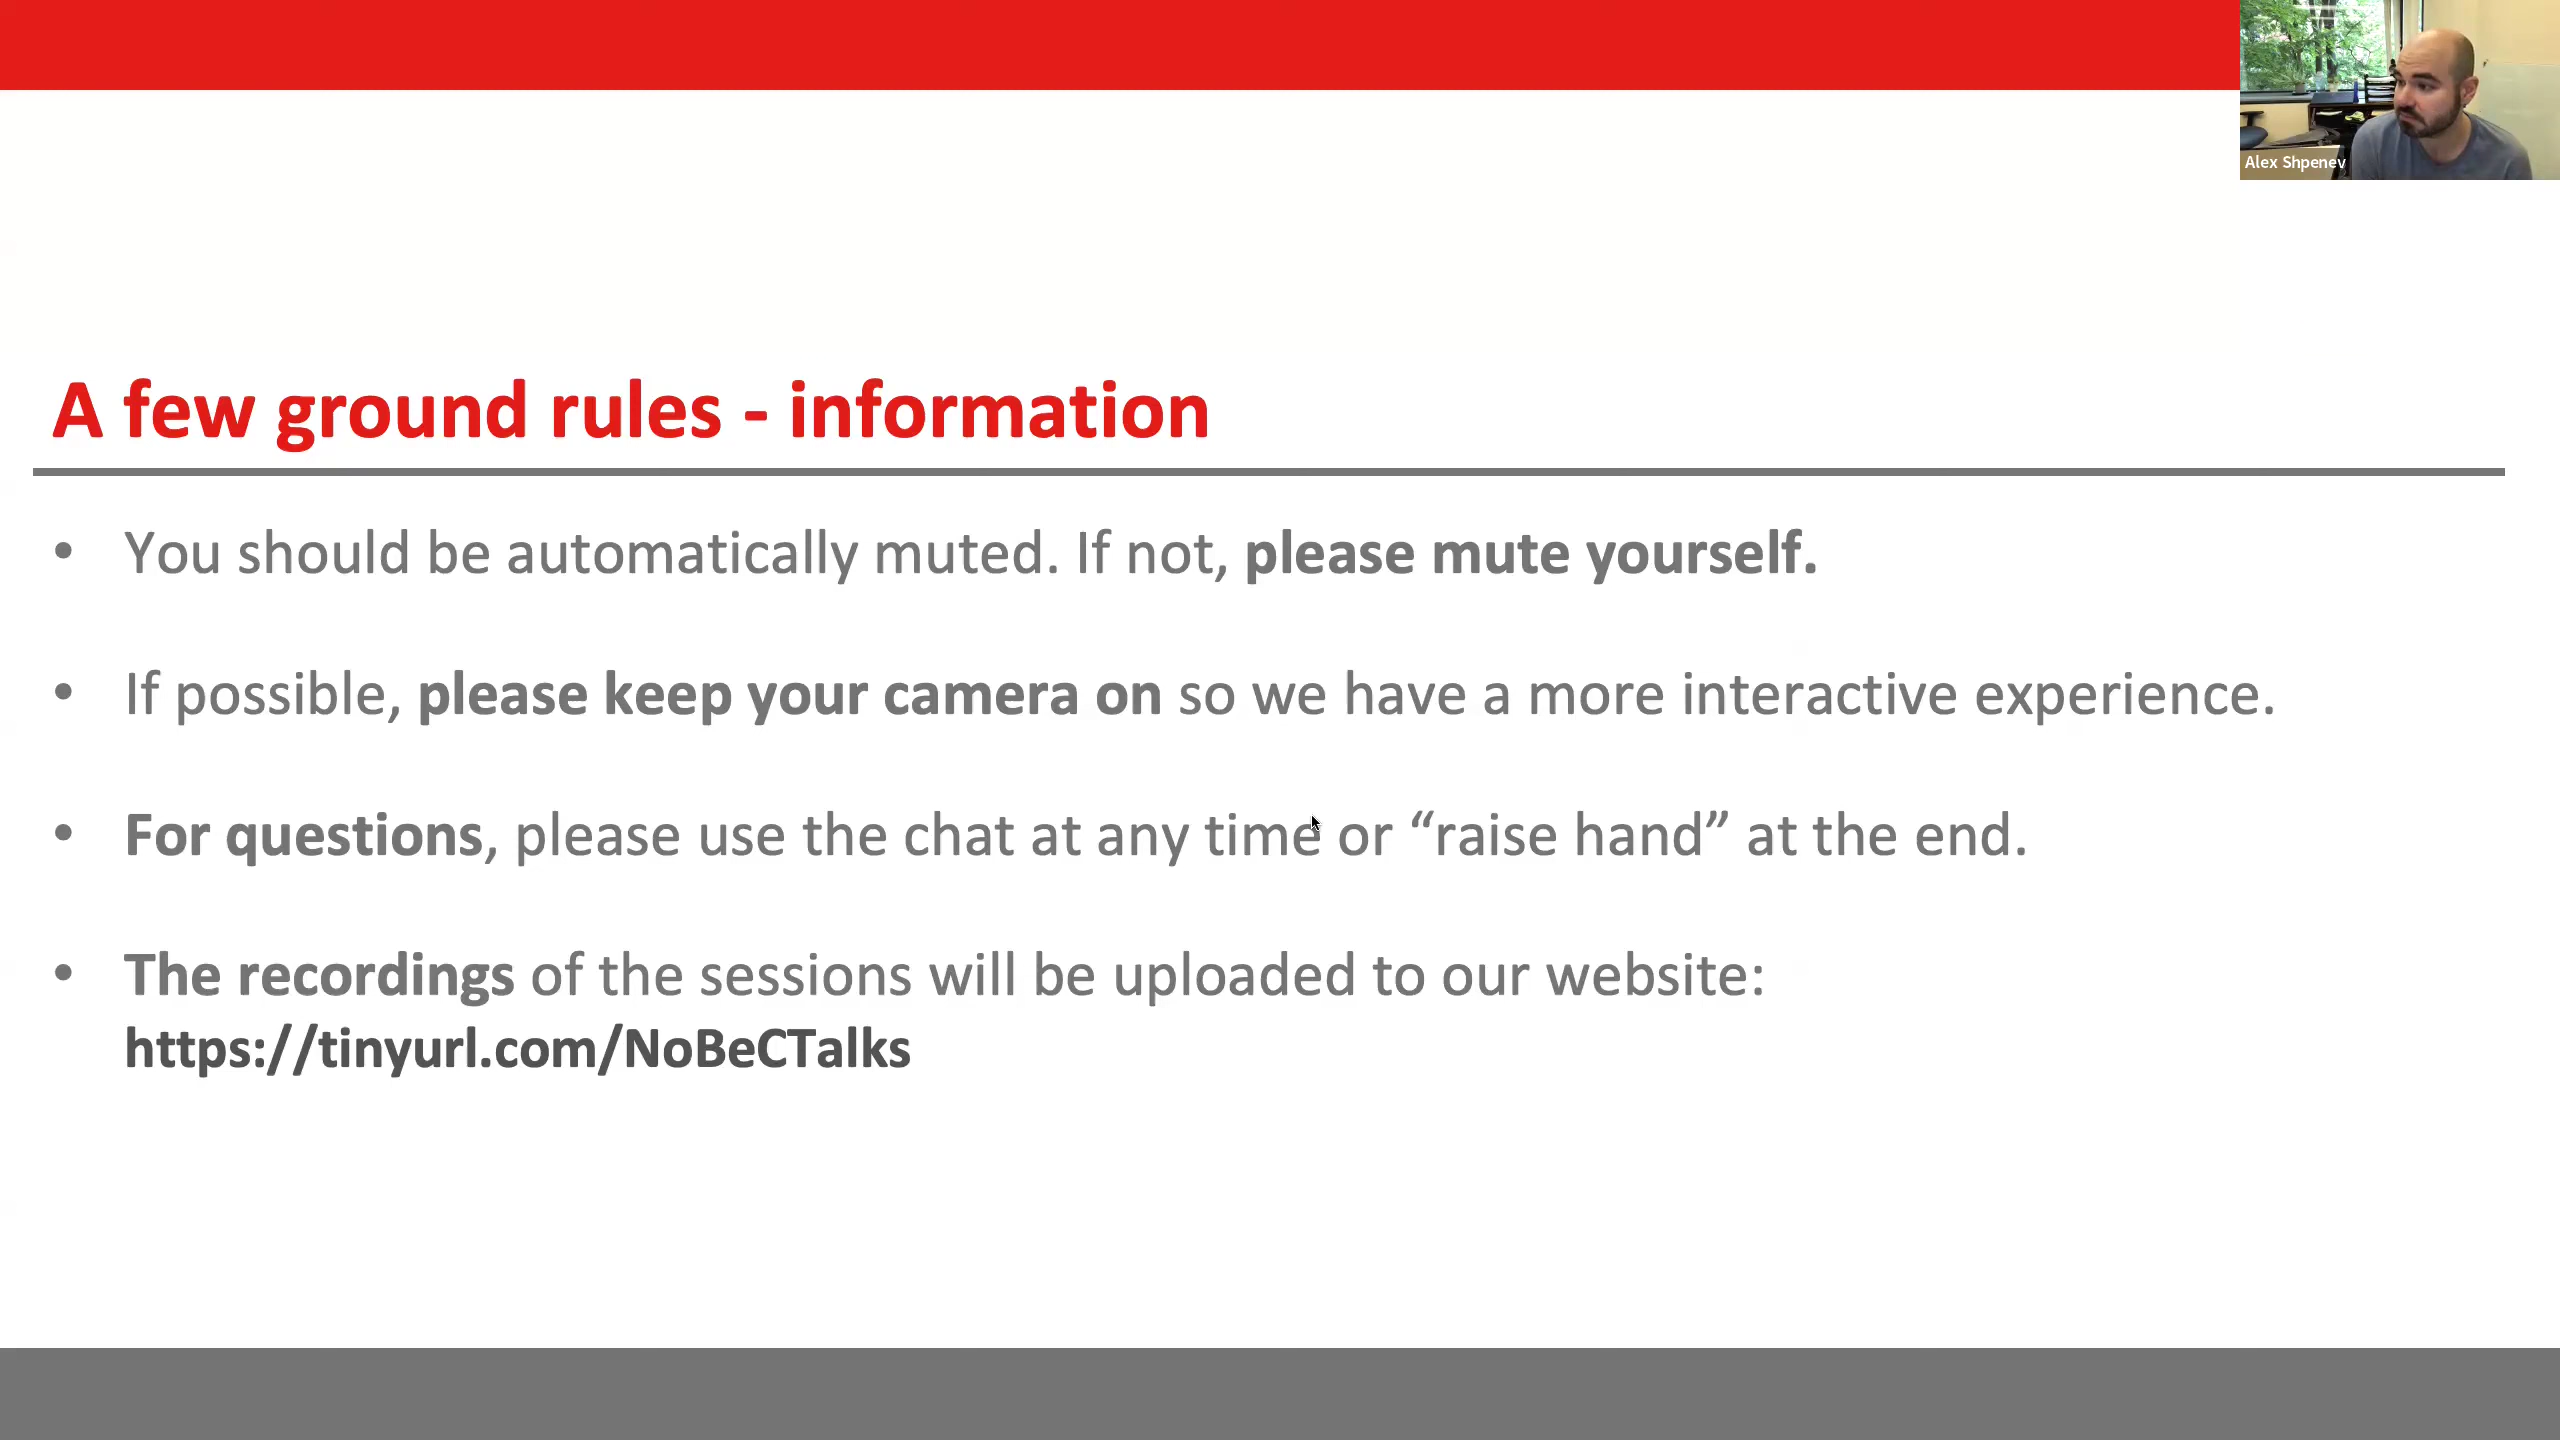 Alex Shpenev
A few ground rules - information
• You should be automatically muted. If not, please mute yourself.
• If possible, please keep your camera on so we have a more interactive experience.
• For questions, please use the chat at any time or “raise hand” at the end.
• The recordings of the sessions will be uploaded to our website:
https://tinyurl.com/NoBeCTalks